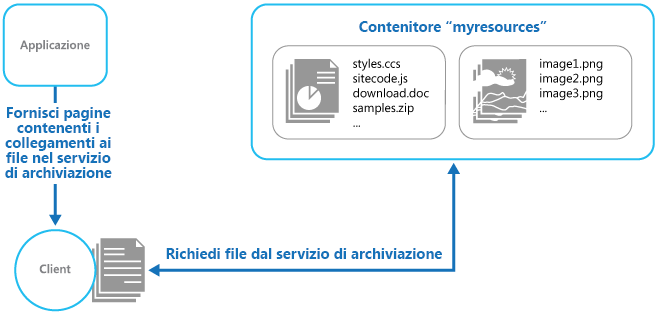 Applicazione
Fornisci pagine
contenenti i
collegamenti ai
file nel servizio
di archiviazione
Client
Richiedi file dal servizio di archiviazione
Contenitore “myresources”
styles.ccs
sitecode.js
download.doc
samples.zip
...
image1.png
image2.png
image3.png
...